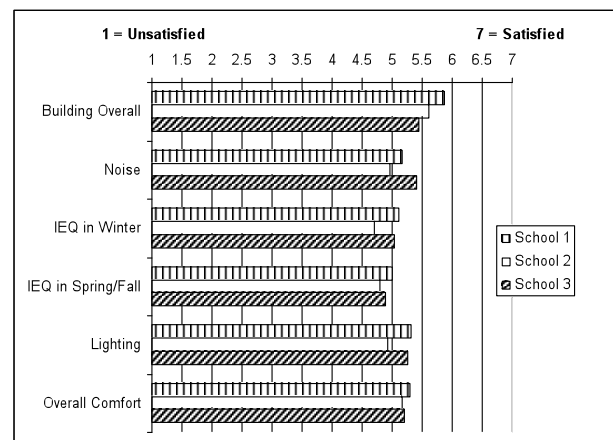 1 = Unsatisfied 7 = Satisfied
1 1.5 2 2.5 3 3.5 4 4.5 5 5.5 6 6.5 7
Building Overall
Noise
IEQ in Winter
IEQ in Spring/Fall
Lighting
Overall Comfort
School 1
School 2
School 3